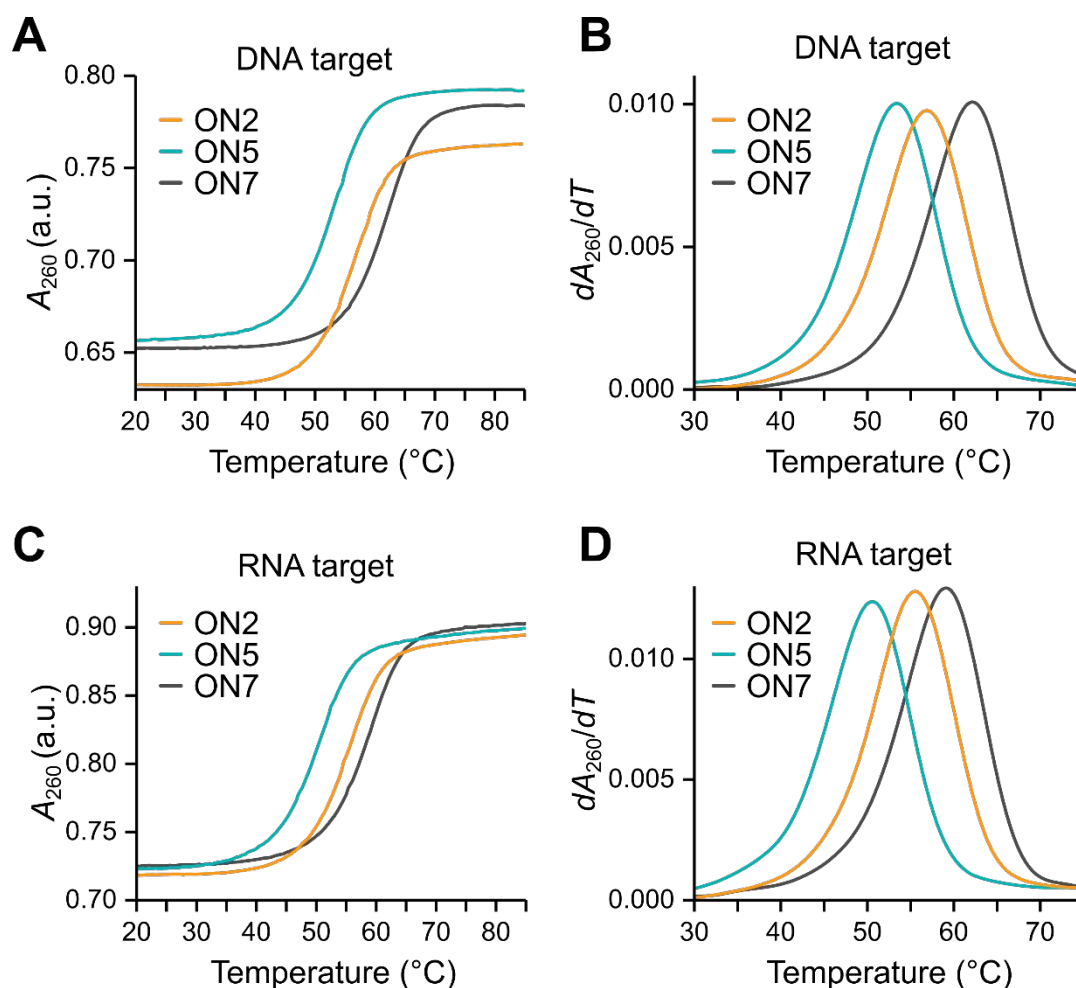 A
DNA target
0.80
0.75
0.70
0.65
A260 (a.u.)
ON2
ON5
ON7
20 30 40 50 60 70 80
Temperature (°C)
B
DNA target
0.010
0.005
0.000
dA260/dT
ON2
ON5
ON7
30 40 50 60 70
Temperature (°C)
C
RNA target
0.90
0.85
0.80
0.75
0.70
A260 (a.u.)
ON2
ON5
ON7
20 30 40 50 60 70 80
Temperature (°C)
D
RNA target
0.010
0.005
0.000
dA260/dT
ON2
ON5
ON7
30 40 50 60 70
Temperature (°C)